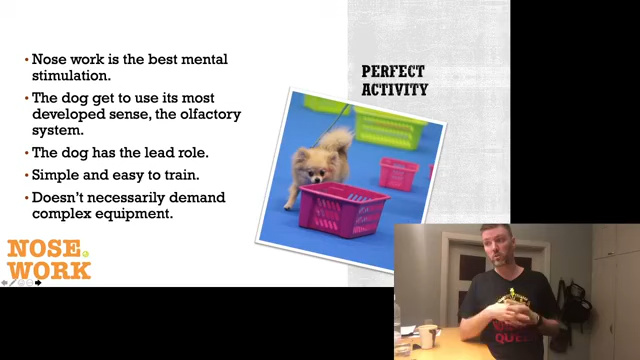 • Nose work is the best mental
stimulation.
• The dog get to use its most
developed sense, the olfactory
system.
• The dog has the lead role.
• Simple and easy to train.
• Doesn't necessarily demand
complex equipment.
PERFECT
ACTIVITY
NOSE
WORK